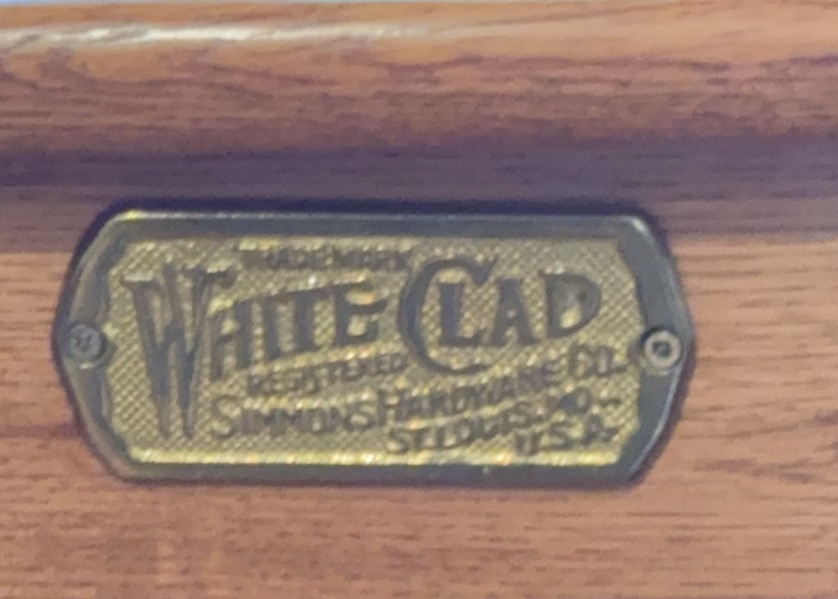 TRADEMARK
WHITE CLAD
REGISTERED
SIMMONS HARDWARE CO.
ST. LOUIS, MO.
U.S.A.